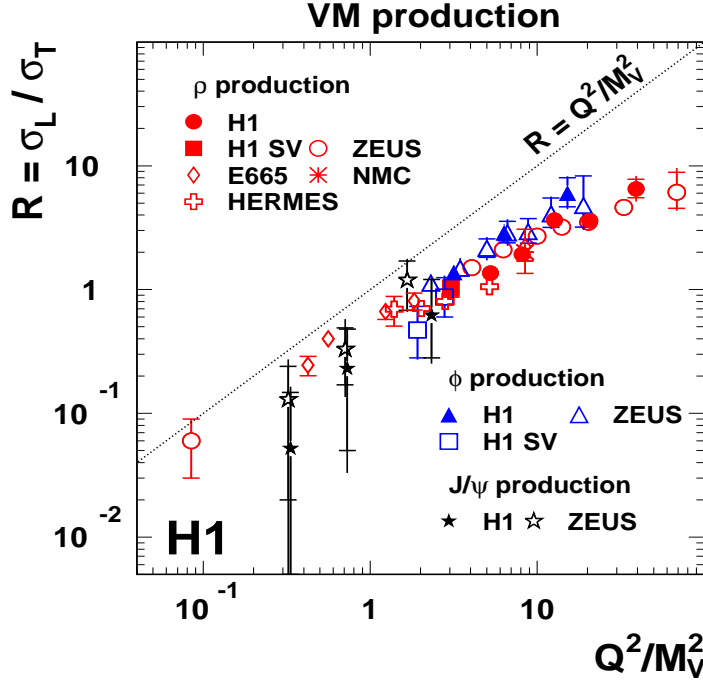 VM production
R = σL / σT
ρ production
H1
H1 SV ZEUS
E665 NMC
HERMES
R = Q²/M²V
10
1
10⁻¹
10⁻²
φ production
H1 ZEUS
H1 SV
J/ψ production
H1 ZEUS
H1
10⁻¹ 1 10
Q²/M²V